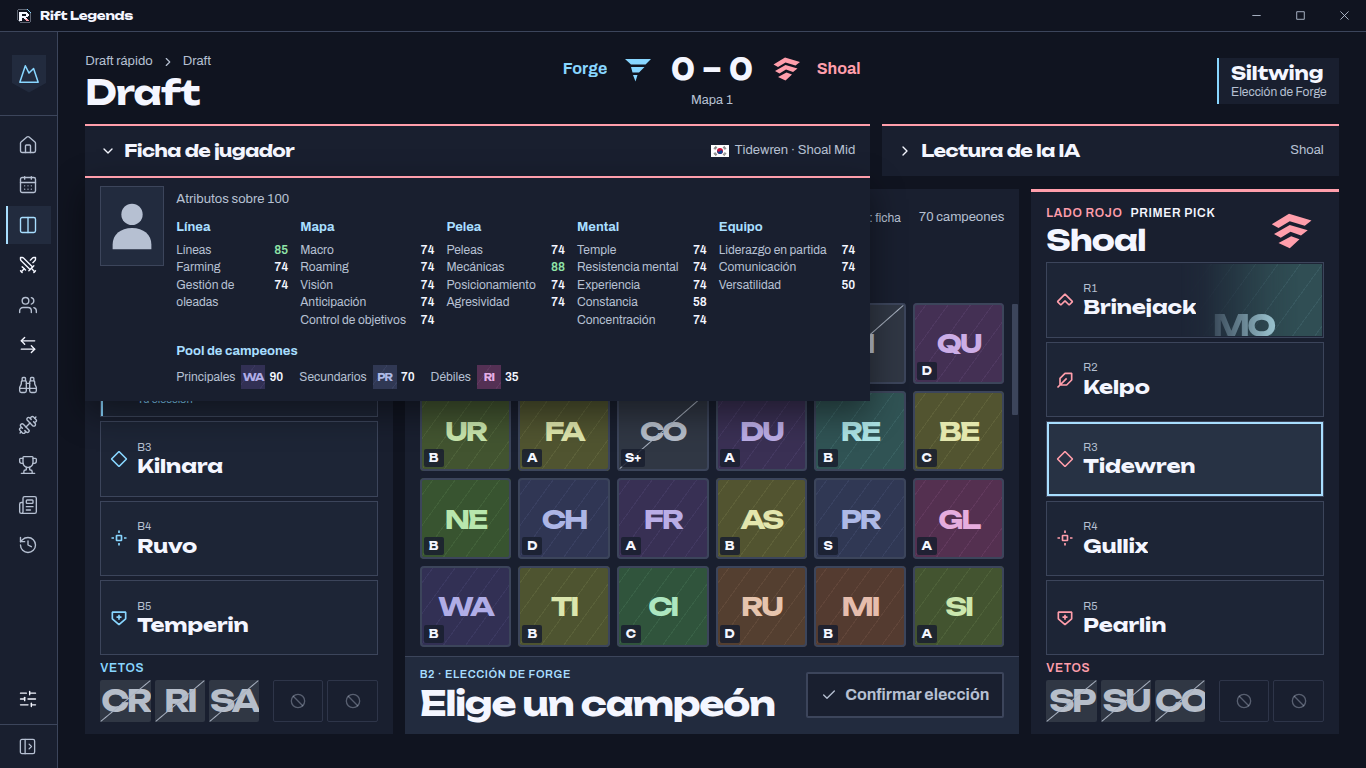 Rift Legends
Draft rápido > Draft
Draft
Forge 0 – 0 Shoal
Mapa 1
Siltwing
Elección de Forge
Ficha de jugador
Tidewren · Shoal Mid
Lectura de la IA
Shoal
Atributos sobre 100
Línea
Líneas 85
Farming 74
Gestión de oleadas 74
Mapa
Macro 74
Roaming 74
Visión 74
Anticipación 74
Control de objetivos 74
Pelea
Peleas 74
Mecánicas 88
Posicionamiento 74
Agresividad 74
Mental
Temple 74
Resistencia mental 74
Experiencia 74
Constancia 58
Concentración 74
Equipo
Liderazgo en partida 74
Comunicación 74
Versatilidad 50
Pool de campeones
Principales WA 90 Secundarios PR 70 Débiles RI 35
: ficha 70 campeones
QU
D
UR
B
FA
A
CO
S+
DU
A
RE
B
BE
C
NE
B
CH
D
FR
A
AS
B
PR
S
GL
A
WA
B
TI
B
CI
C
RU
D
MI
B
SI
A
B3
Kilnara
B4
Ruvo
B5
Temperin
VETOS
CR RI SA
B2 · ELECCIÓN DE FORGE
Elige un campeón
Confirmar elección
LADO ROJO PRIMER PICK
Shoal
R1
Brinejack
MO
R2
Kelpo
R3
Tidewren
R4
Gullix
R5
Pearlin
VETOS
SP SU CO